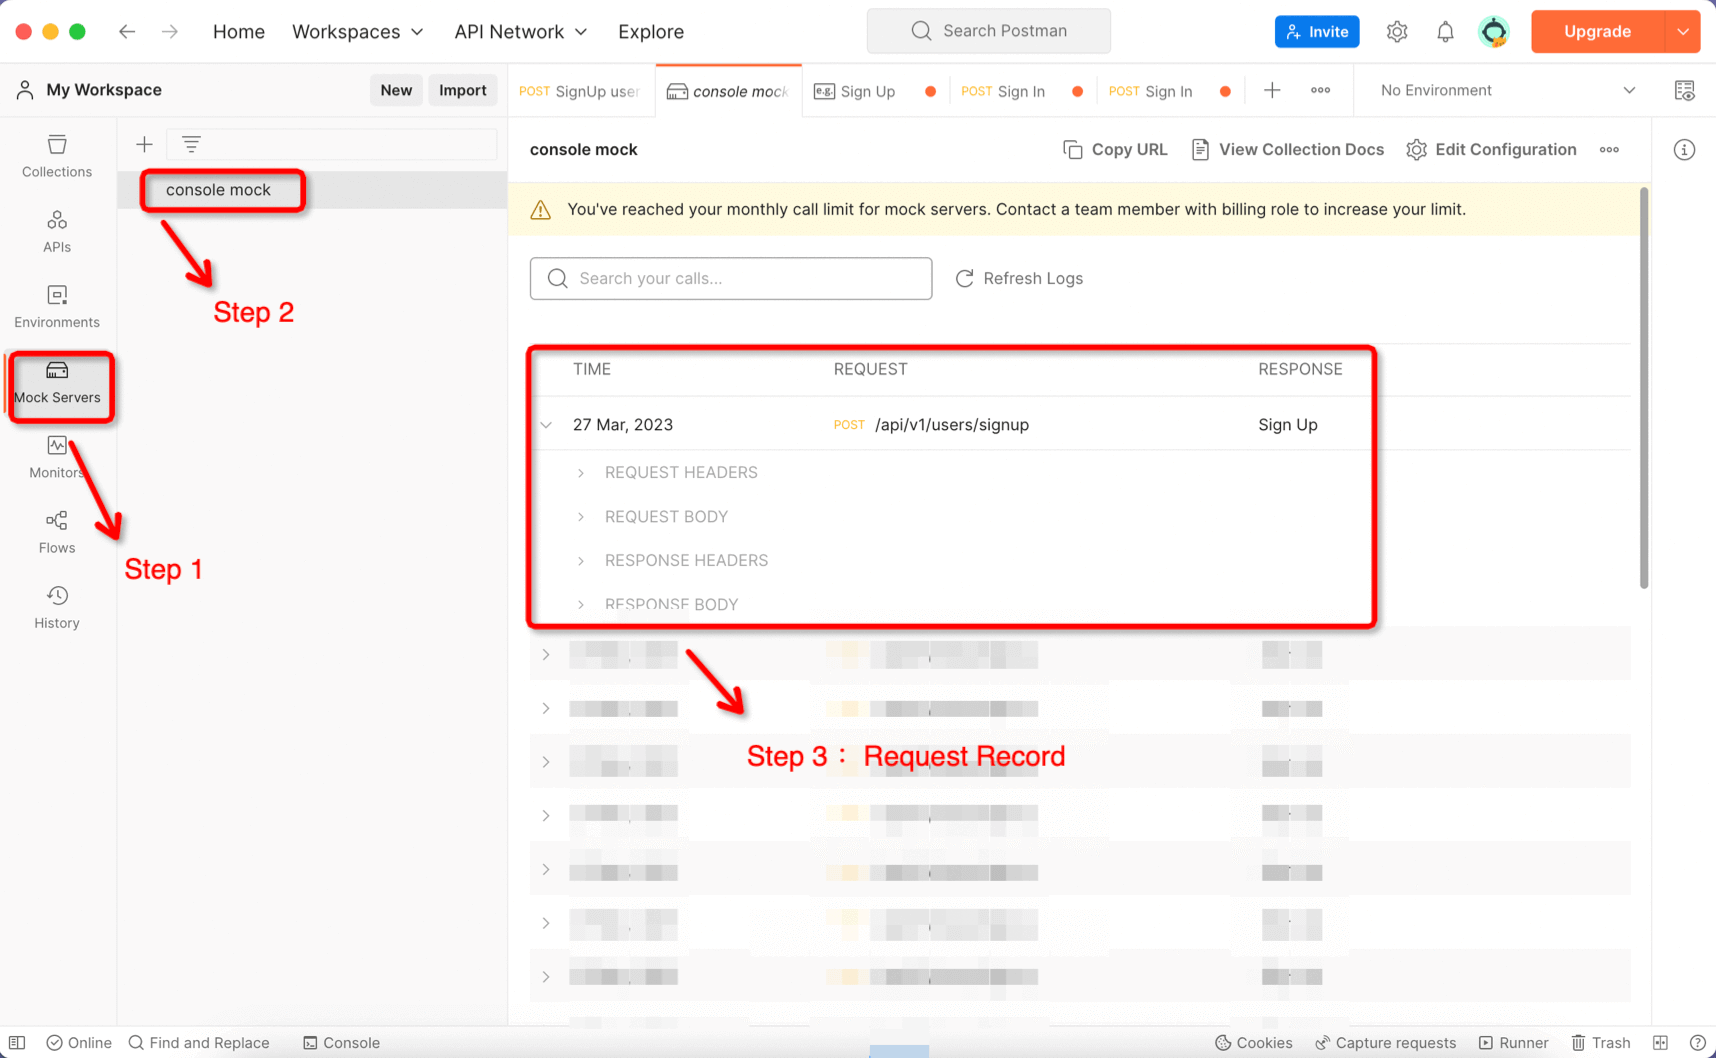 Home
Workspaces
API Network
Explore
Search Postman
Invite
Upgrade
My Workspace
New
Import
POST SignUp user
console mock
e.g. Sign Up
POST Sign In
POST Sign In
No Environment
Collections
APIs
Environments
Mock Servers
Monitors
Flows
History
console mock
Step 2
Step 1
console mock
Copy URL
View Collection Docs
Edit Configuration
You've reached your monthly call limit for mock servers. Contact a team member with billing role to increase your limit.
Search your calls...
Refresh Logs
TIME REQUEST RESPONSE
27 Mar, 2023 POST /api/v1/users/signup Sign Up
REQUEST HEADERS
REQUEST BODY
RESPONSE HEADERS
RESPONSE BODY
Step 3： Request Record
Online
Find and Replace
Console
Cookies
Capture requests
Runner
Trash